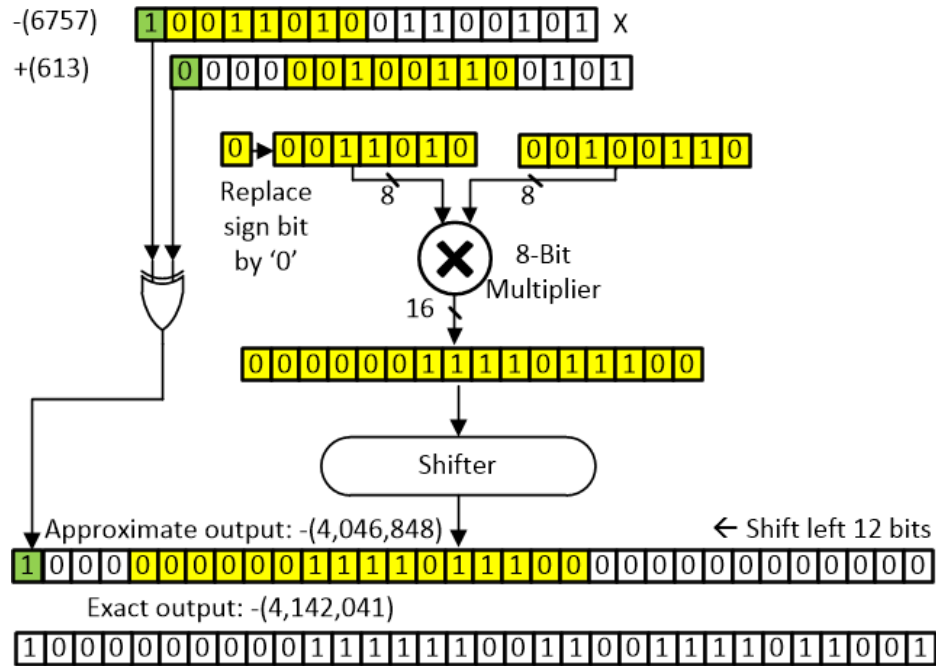 -(6757) 1 0 0 1 1 0 1 0 0 1 1 0 0 1 0 1 X
+(613) 0 0 0 0 0 0 1 0 0 1 1 0 0 1 0 1
0 0 0 1 1 0 1 0 0 0 1 0 0 1 1 0
Replace
sign bit
by ‘0’
8 8
8-Bit
Multiplier
16
0 0 0 0 0 0 1 1 1 1 0 1 1 1 0 0
Shifter
Approximate output: -(4,046,848) ← Shift left 12 bits
1 0 0 0 0 0 0 0 0 0 1 1 1 1 0 1 1 1 0 0 0 0 0 0 0 0 0 0 0 0 0 0
Exact output: -(4,142,041)
1 0 0 0 0 0 0 0 0 0 1 1 1 1 1 1 0 0 1 1 0 0 1 1 1 1 0 1 1 0 0 1